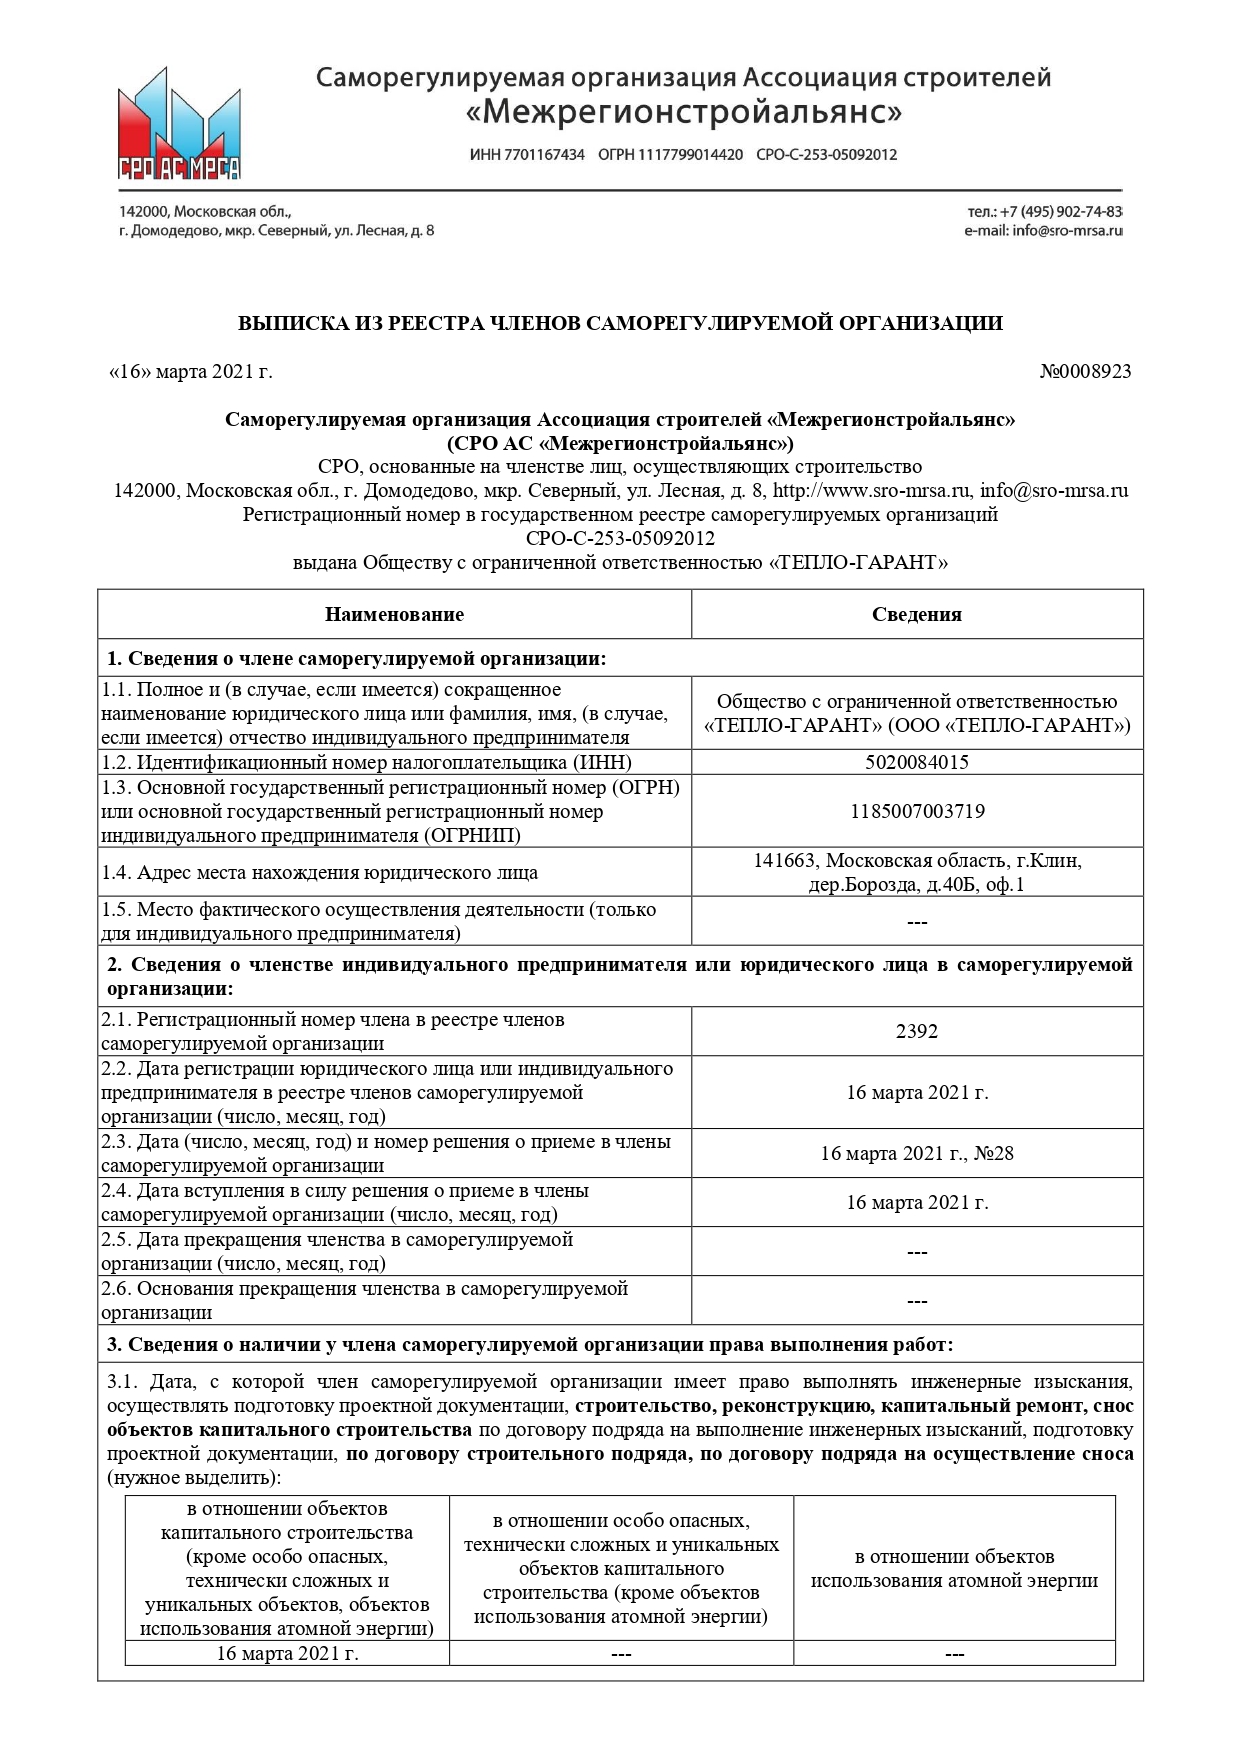 Саморегулируемая организация Ассоциация строителей
«Межрегионстройальянс»
ИНН 7701167434 ОГРН 1117799014420 СРО-С-253-05092012
СРО АС МРСА
142000, Московская обл.,
г. Домодедово, мкр. Северный, ул. Лесная, д. 8
тел.: +7 (495) 902-74-83
e-mail: info@sro-mrsa.ru
ВЫПИСКА ИЗ РЕЕСТРА ЧЛЕНОВ САМОРЕГУЛИРУЕМОЙ ОРГАНИЗАЦИИ
«16» марта 2021 г. №0008923
Саморегулируемая организация Ассоциация строителей «Межрегионстройальянс»
(СРО АС «Межрегионстройальянс»)
СРО, основанные на членстве лиц, осуществляющих строительство
142000, Московская обл., г. Домодедово, мкр. Северный, ул. Лесная, д. 8, http://www.sro-mrsa.ru, info@sro-mrsa.ru
Регистрационный номер в государственном реестре саморегулируемых организаций
СРО-С-253-05092012
выдана Обществу с ограниченной ответственностью «ТЕПЛО-ГАРАНТ»
Наименование
Сведения
1. Сведения о члене саморегулируемой организации:
1.1. Полное и (в случае, если имеется) сокращенное
наименование юридического лица или фамилия, имя, (в случае,
если имеется) отчество индивидуального предпринимателя
Общество с ограниченной ответственностью
«ТЕПЛО-ГАРАНТ» (ООО «ТЕПЛО-ГАРАНТ»)
1.2. Идентификационный номер налогоплательщика (ИНН)
5020084015
1.3. Основной государственный регистрационный номер (ОГРН)
или основной государственный регистрационный номер
индивидуального предпринимателя (ОГРНИП)
1185007003719
1.4. Адрес места нахождения юридического лица
141663, Московская область, г.Клин,
дер.Борозда, д.40Б, оф.1
1.5. Место фактического осуществления деятельности (только
для индивидуального предпринимателя)
---
2. Сведения о членстве индивидуального предпринимателя или юридического лица в саморегулируемой
организации:
2.1. Регистрационный номер члена в реестре членов
саморегулируемой организации
2392
2.2. Дата регистрации юридического лица или индивидуального
предпринимателя в реестре членов саморегулируемой
организации (число, месяц, год)
16 марта 2021 г.
2.3. Дата (число, месяц, год) и номер решения о приеме в члены
саморегулируемой организации
16 марта 2021 г., №28
2.4. Дата вступления в силу решения о приеме в члены
саморегулируемой организации (число, месяц, год)
16 марта 2021 г.
2.5. Дата прекращения членства в саморегулируемой
организации (число, месяц, год)
---
2.6. Основания прекращения членства в саморегулируемой
организации
---
3. Сведения о наличии у члена саморегулируемой организации права выполнения работ:
3.1. Дата, с которой член саморегулируемой организации имеет право выполнять инженерные изыскания,
осуществлять подготовку проектной документации, строительство, реконструкцию, капитальный ремонт, снос
объектов капитального строительства по договору подряда на выполнение инженерных изысканий, подготовку
проектной документации, по договору строительного подряда, по договору подряда на осуществление сноса
(нужное выделить):
в отношении объектов
капитального строительства
(кроме особо опасных,
технически сложных и
уникальных объектов, объектов
использования атомной энергии)
в отношении особо опасных,
технически сложных и уникальных
объектов капитального
строительства (кроме объектов
использования атомной энергии)
в отношении объектов
использования атомной энергии
16 марта 2021 г.
---
---